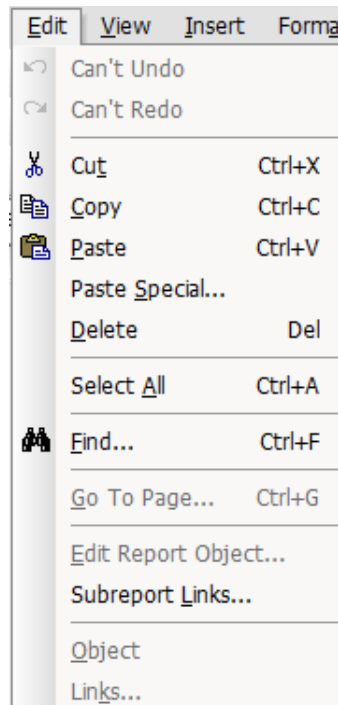 Edit View Insert Forma
Can't Undo
Can't Redo
Cut Ctrl+X
Copy Ctrl+C
Paste Ctrl+V
Paste Special...
Delete Del
Select All Ctrl+A
Find... Ctrl+F
Go To Page... Ctrl+G
Edit Report Object...
Subreport Links...
Object
Links...